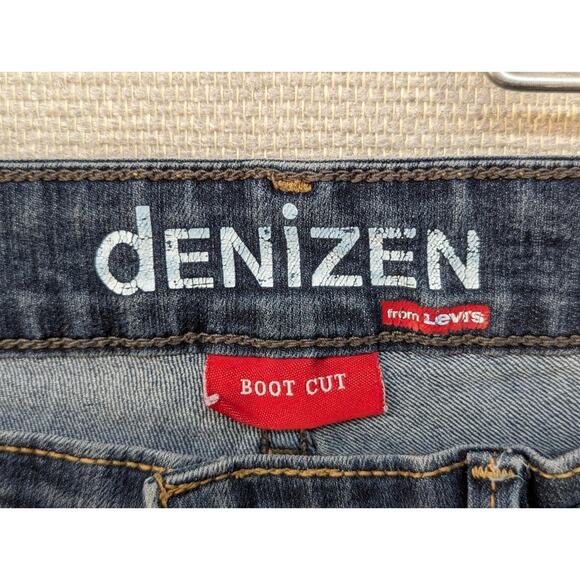 dENiZEN
from Levi's
BOOT CUT